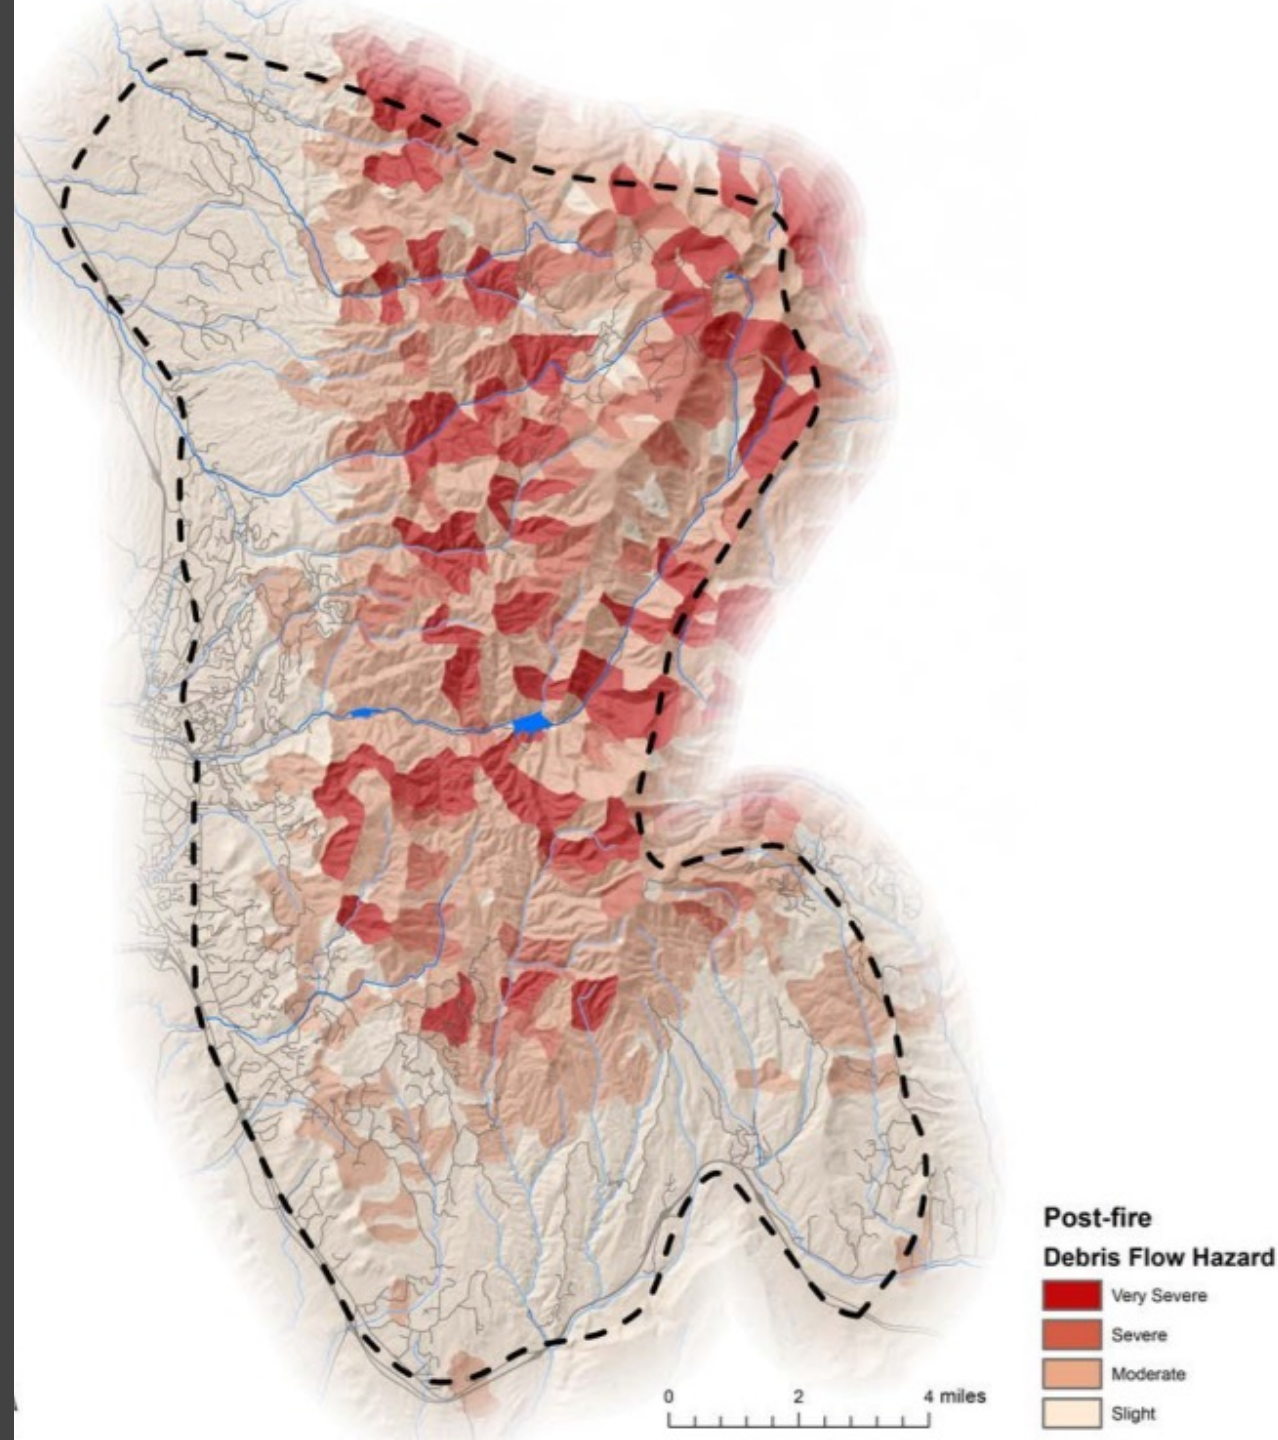 Post-fire
Debris Flow Hazard
Very Severe
Severe
Moderate
Slight
0 2 4 miles